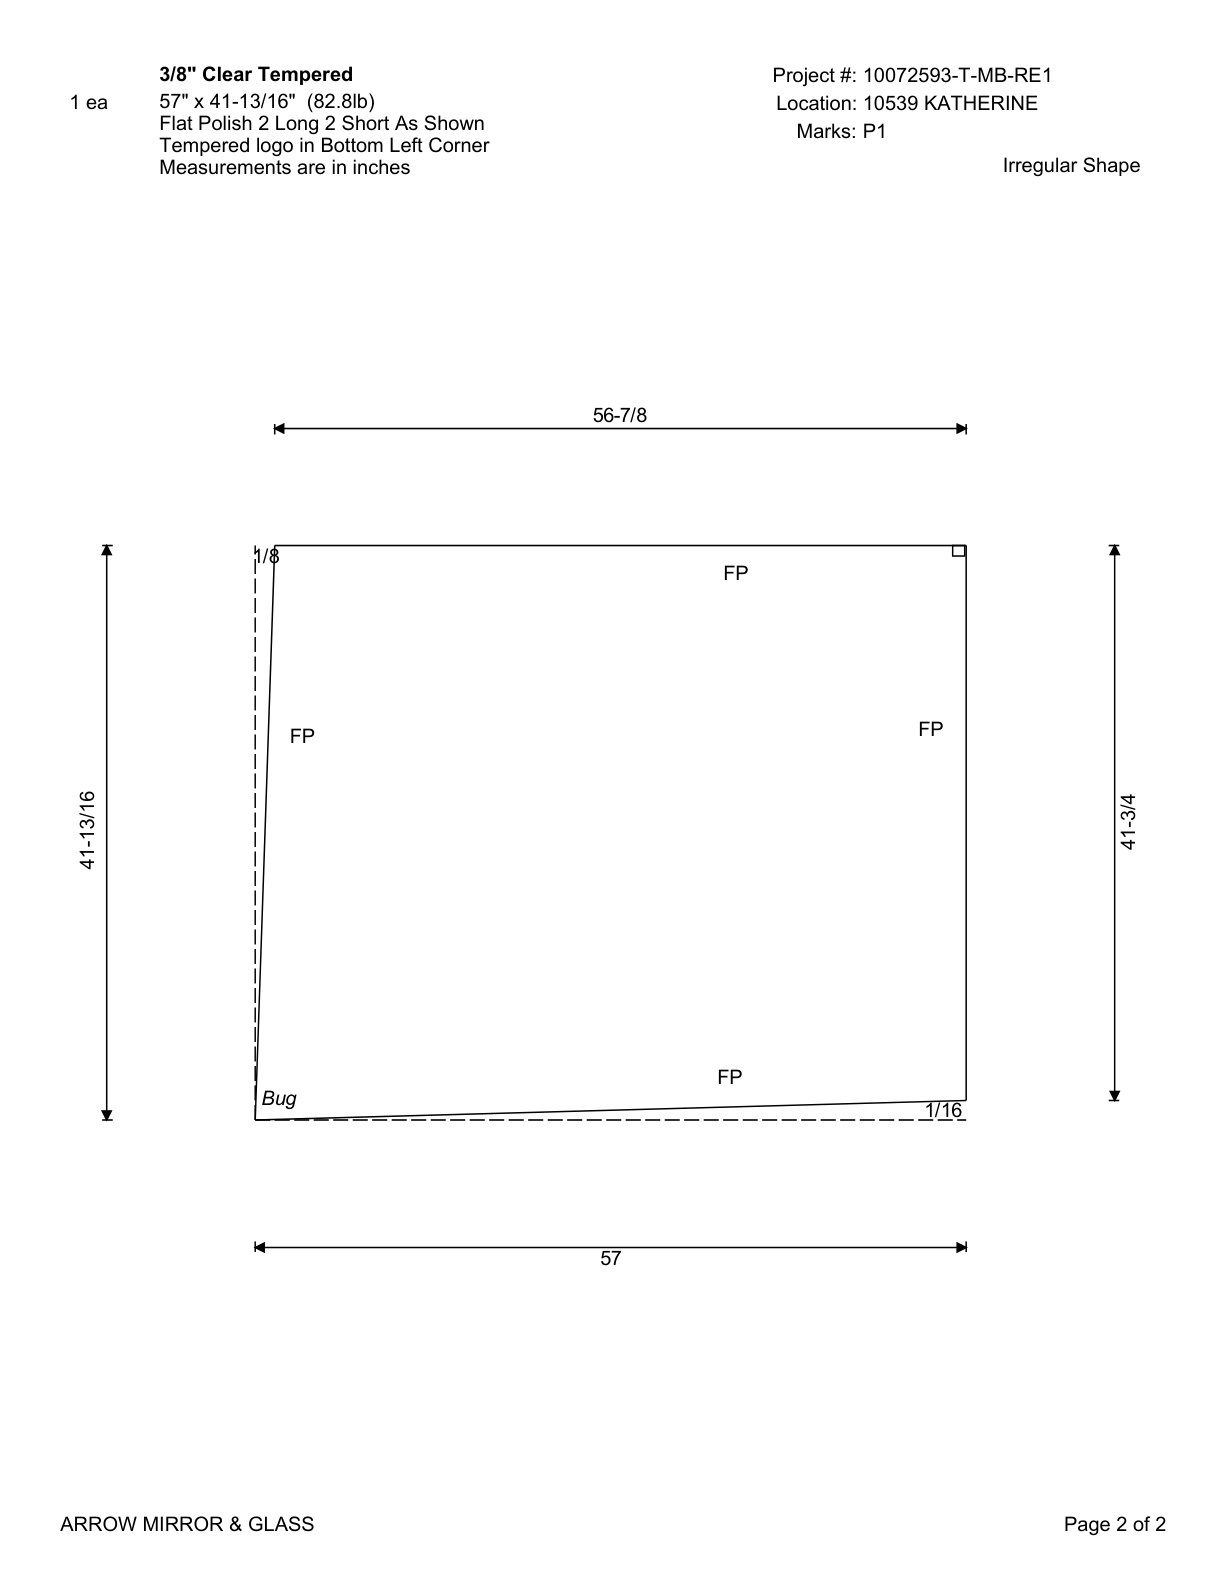 3/8" Clear Tempered
1 ea
57" x 41-13/16" (82.8lb)
Flat Polish 2 Long 2 Short As Shown
Tempered logo in Bottom Left Corner
Measurements are in inches
Project #: 10072593-T-MB-RE1
Location: 10539 KATHERINE
Marks: P1
Irregular Shape
56-7/8
1/8
FP
FP
FP
41-13/16
41-3/4
FP
Bug
1/16
57
ARROW MIRROR & GLASS
Page 2 of 2